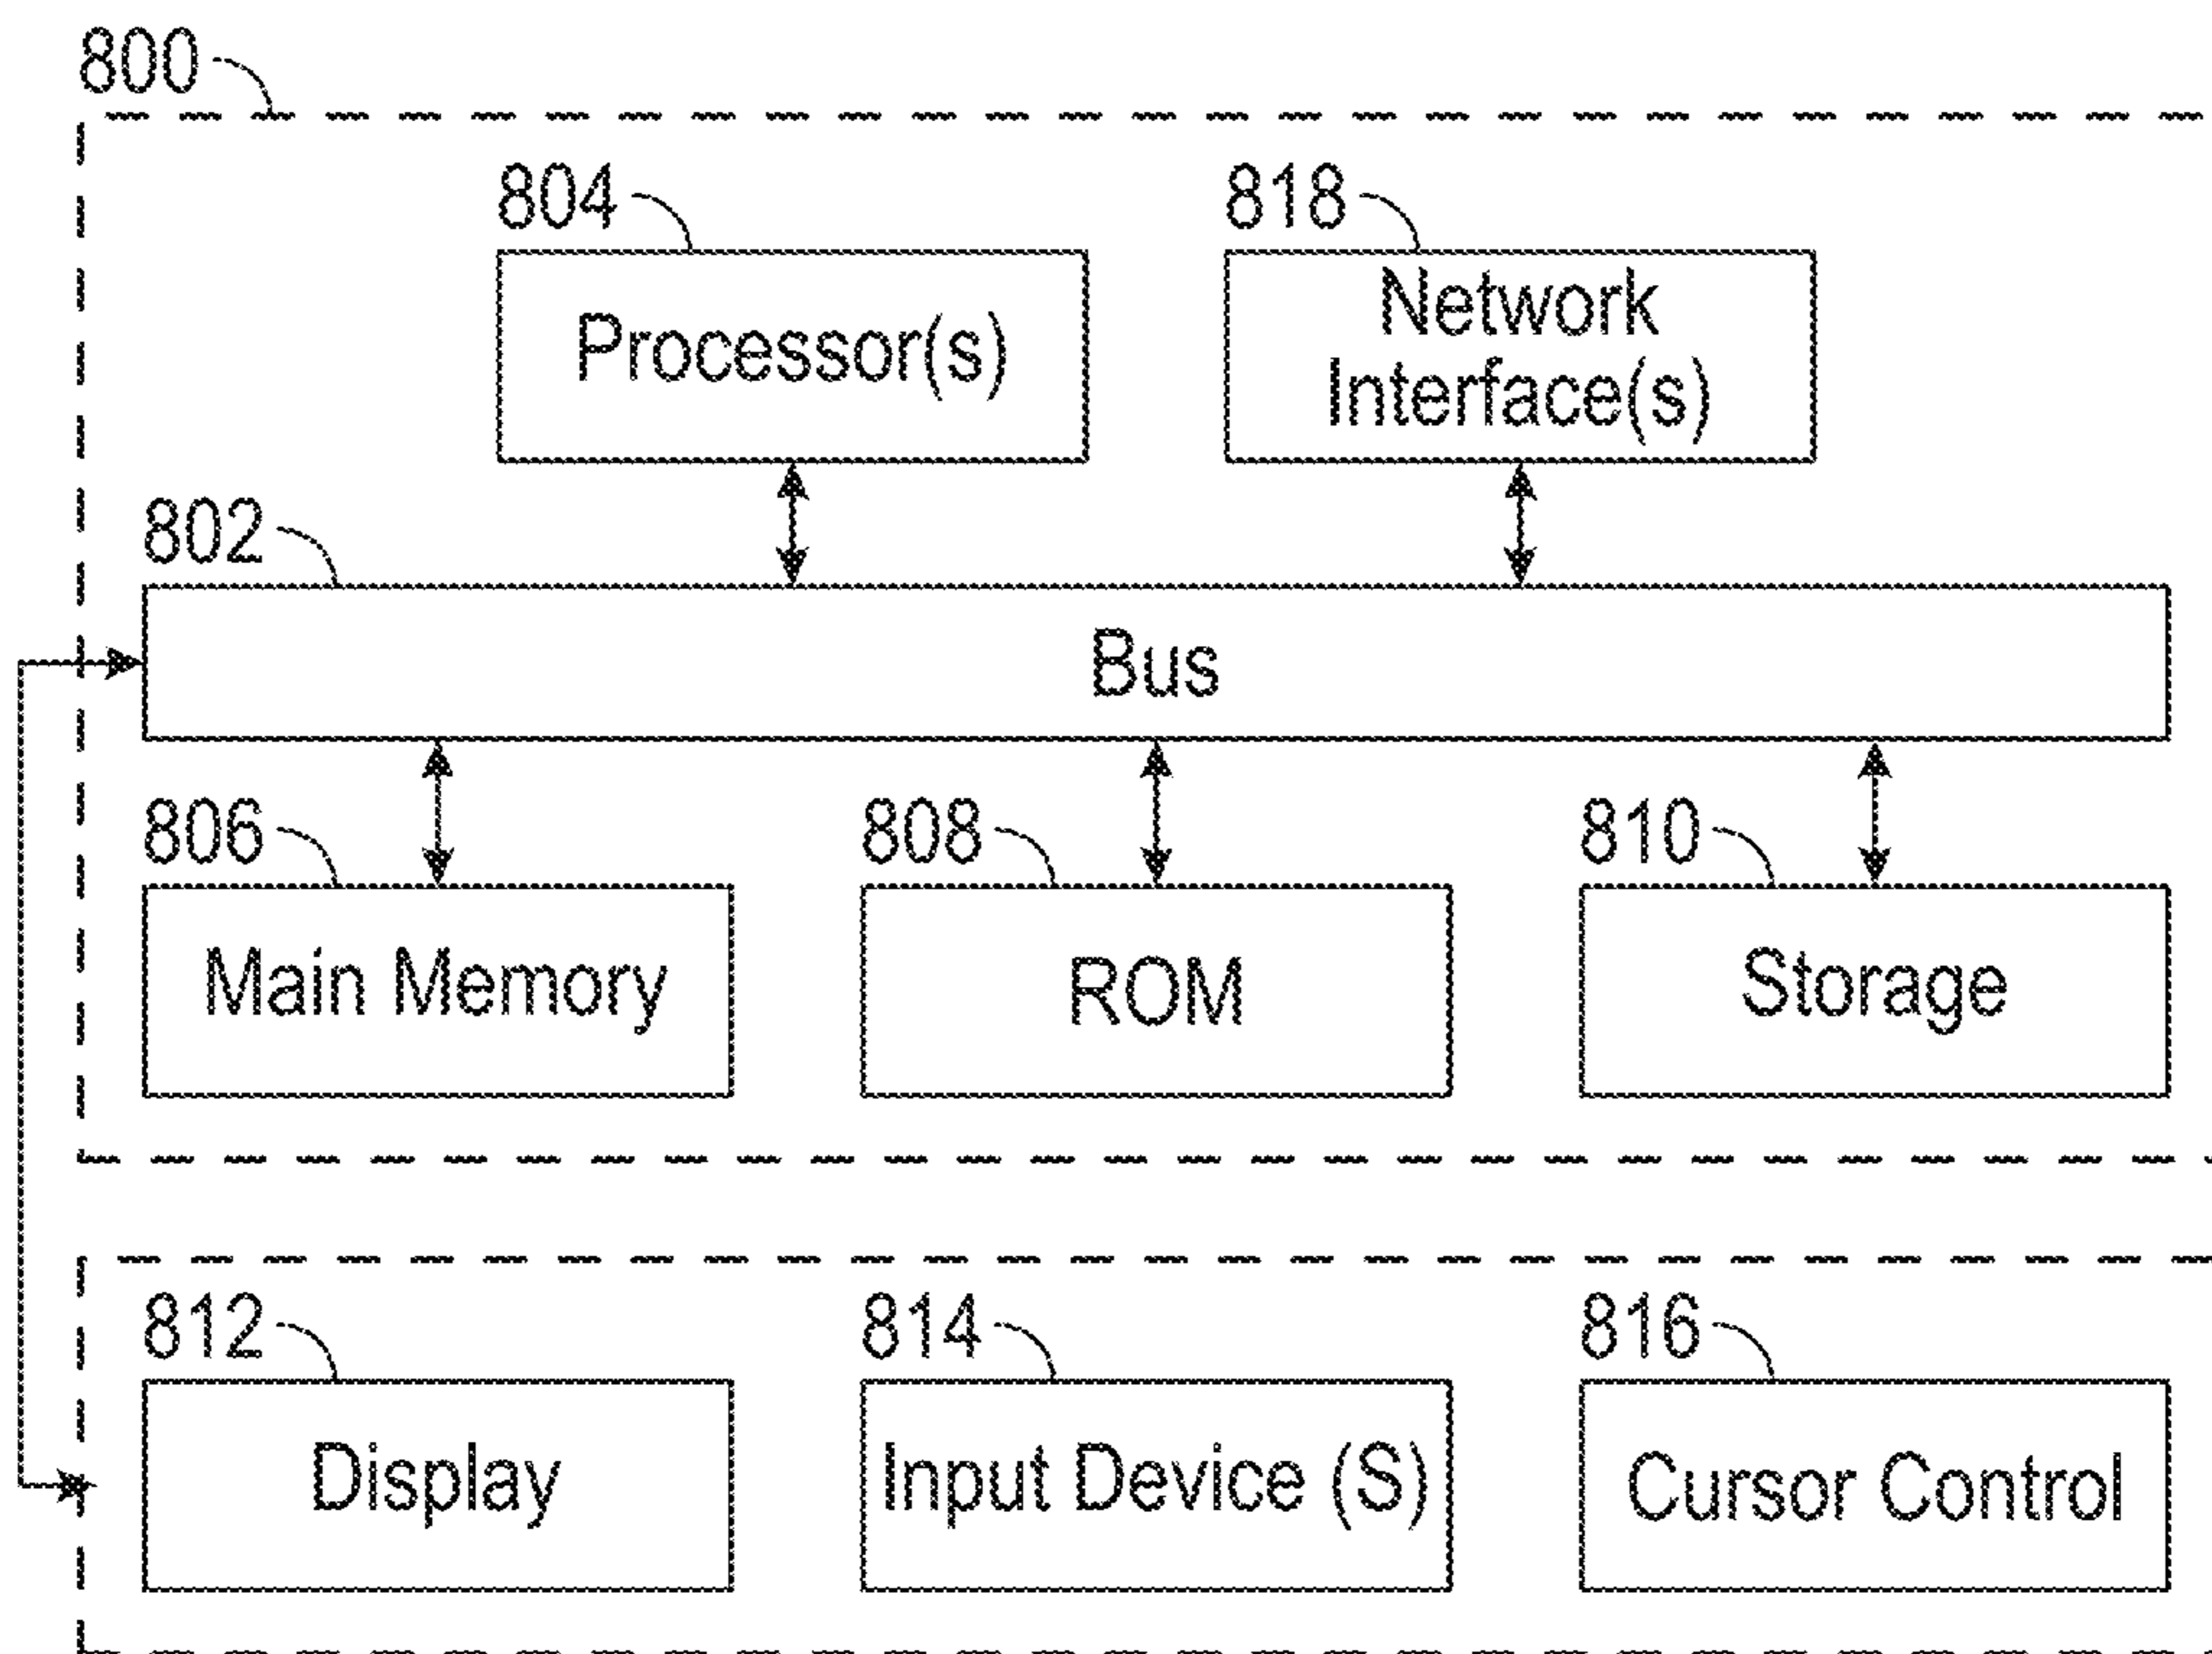 800
804
818
Processor(s)
Network
Interface(s)
802
Bus
806
808
810
Main Memory
ROM
Storage
812
814
816
Display
Input Device (S)
Cursor Control